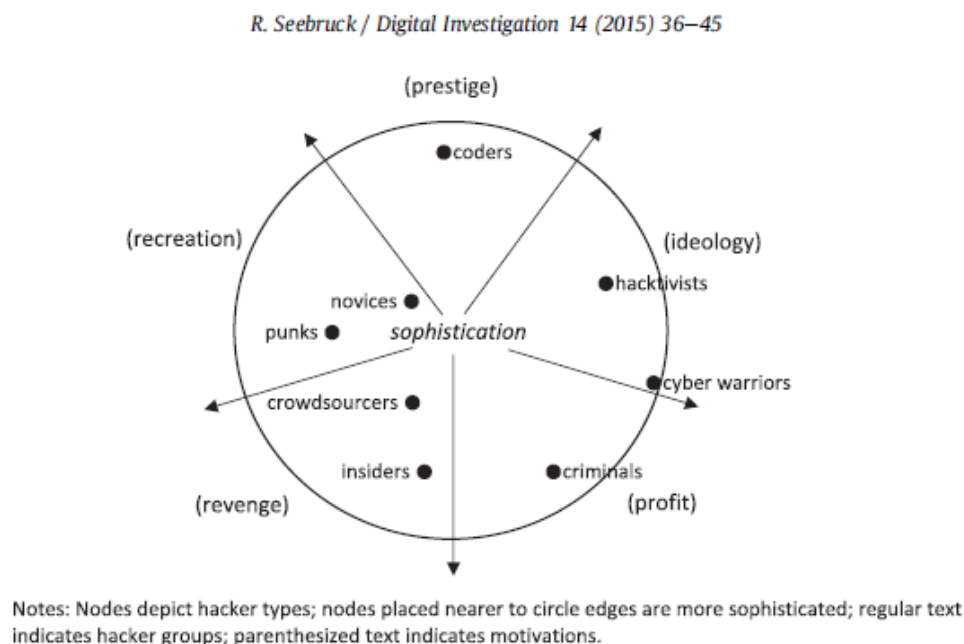 R. Seebruck / Digital Investigation 14 (2015) 36–45
(prestige)
coders
(recreation)
(ideology)
hacktivists
novices
punks
sophistication
cyber warriors
crowdsourcers
insiders
criminals
(revenge)
(profit)
Notes: Nodes depict hacker types; nodes placed nearer to circle edges are more sophisticated; regular text
indicates hacker groups; parenthesized text indicates motivations.